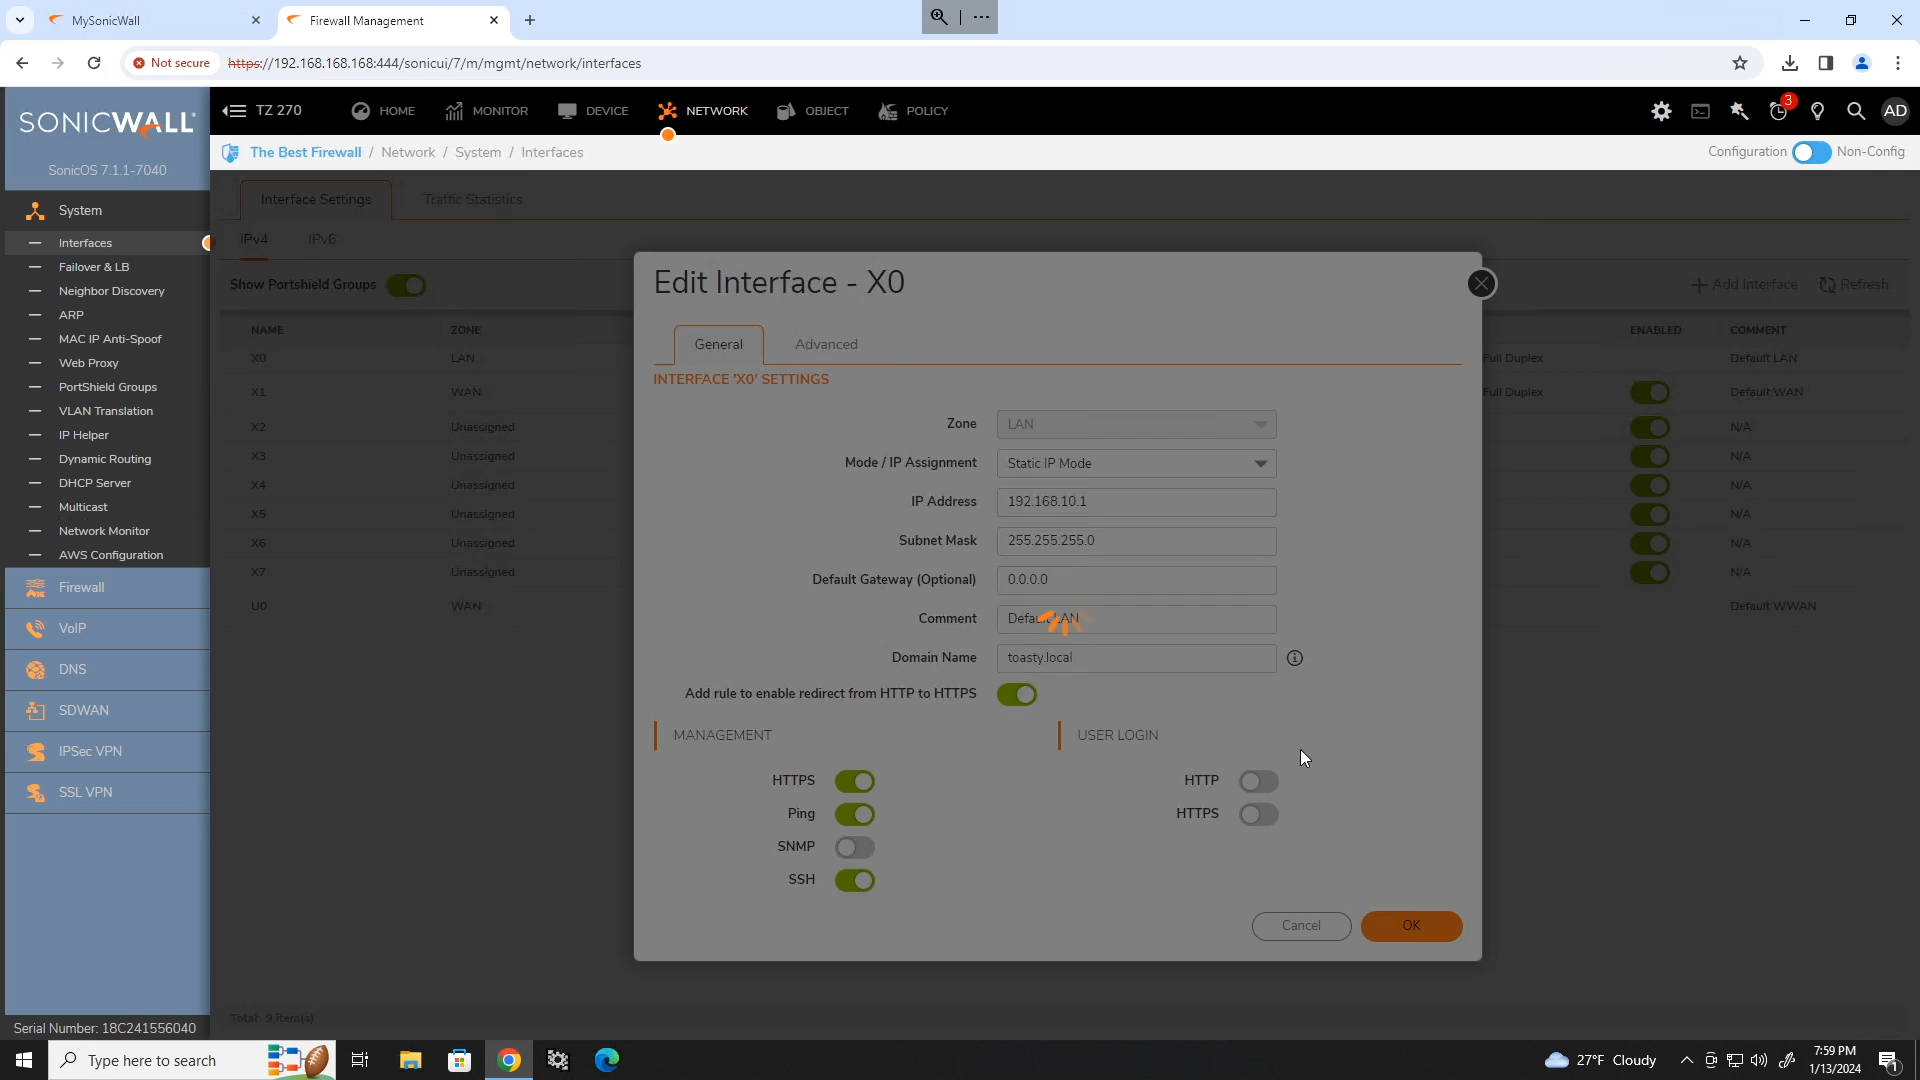 MySonicWall
Firewall Management
Not secure
https://192.168.168.168:444/sonicui/7/m/mgmt/network/interfaces
SONICWALL
SonicOS 7.1.1-7040
TZ 270
HOME
MONITOR
DEVICE
NETWORK
OBJECT
POLICY
3
AD
The Best Firewall / Network / System / Interfaces
Configuration
Non-Config
System
Interfaces
Failover & LB
Neighbor Discovery
ARP
MAC IP Anti-Spoof
Web Proxy
PortShield Groups
VLAN Translation
IP Helper
Dynamic Routing
DHCP Server
Multicast
Network Monitor
AWS Configuration
Firewall
VoIP
DNS
SDWAN
IPSec VPN
SSL VPN
Serial Number: 18C241556040
Interface Settings
Traffic Statistics
IPv4
IPv6
Show Portshield Groups
Add Interface
Refresh
NAME ZONE ENABLED COMMENT
X0 LAN Full Duplex Default LAN
X1 WAN Full Duplex Default WAN
X2 Unassigned N/A
X3 Unassigned N/A
X4 Unassigned N/A
X5 Unassigned N/A
X6 Unassigned N/A
X7 Unassigned N/A
U0 WAN Default WWAN
Total: 9 item(s)
Edit Interface - X0
General
Advanced
INTERFACE 'X0' SETTINGS
Zone LAN
Mode / IP Assignment Static IP Mode
IP Address 192.168.10.1
Subnet Mask 255.255.255.0
Default Gateway (Optional) 0.0.0.0
Comment Default LAN
Domain Name toasty.local
Add rule to enable redirect from HTTP to HTTPS
MANAGEMENT
HTTPS
Ping
SNMP
SSH
USER LOGIN
HTTP
HTTPS
Cancel
OK
Type here to search
27°F Cloudy
7:59 PM
1/13/2024
1